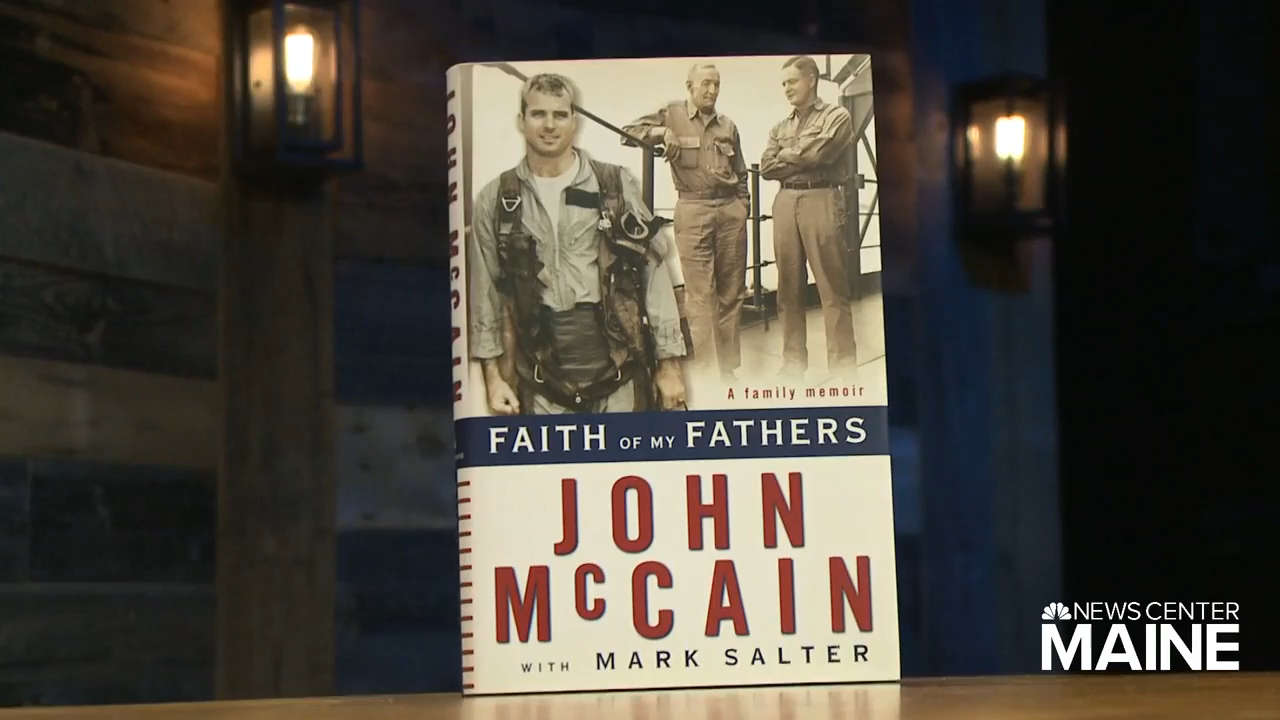 JOHN McCAIN
A family memoir
FAITH OF MY FATHERS
JOHN
McCAIN
WITH MARK SALTER
NEWS CENTER
MAINE